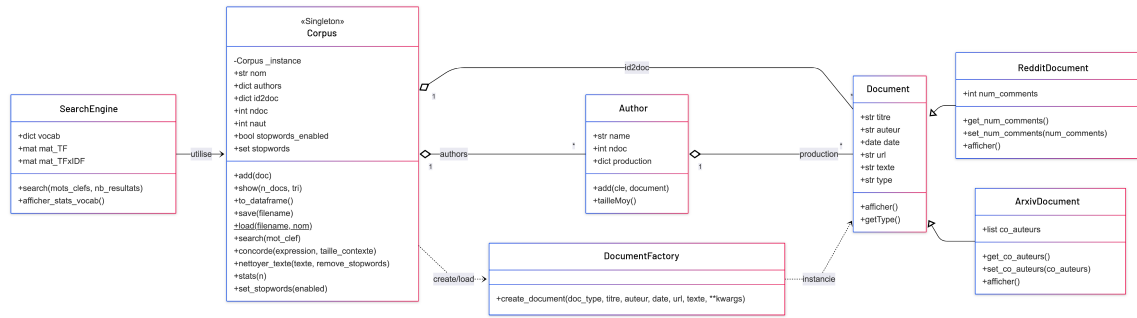 SearchEngine
+dict vocab
+mat mat_TF
+mat mat_TFxIDF
+search(mots_clefs, nb_resultats)
+afficher_stats_vocab()
utilise
«Singleton»
Corpus
-Corpus _instance
+str nom
+dict authors
+dict id2doc
+int ndoc
+int naut
+bool stopwords_enabled
+set stopwords
+add(doc)
+show(n_docs, tri)
+to_dataframe()
+save(filename)
+load(filename, nom)
+search(mot_clef)
+concorde(expression, taille_contexte)
+nettoyer_texte(texte, remove_stopwords)
+stats(n)
+set_stopwords(enabled)
id2doc
1
*
authors
1
*
Author
+str name
+int ndoc
+dict production
+add(cle, document)
+tailleMoy()
production
1
*
create/load
DocumentFactory
+create_document(doc_type, titre, auteur, date, url, texte, **kwargs)
instancie
Document
+str titre
+str auteur
+date date
+str url
+str texte
+str type
+afficher()
+getType()
RedditDocument
+int num_comments
+get_num_comments()
+set_num_comments(num_comments)
+afficher()
ArxivDocument
+list co_auteurs
+get_co_auteurs()
+set_co_auteurs(co_auteurs)
+afficher()